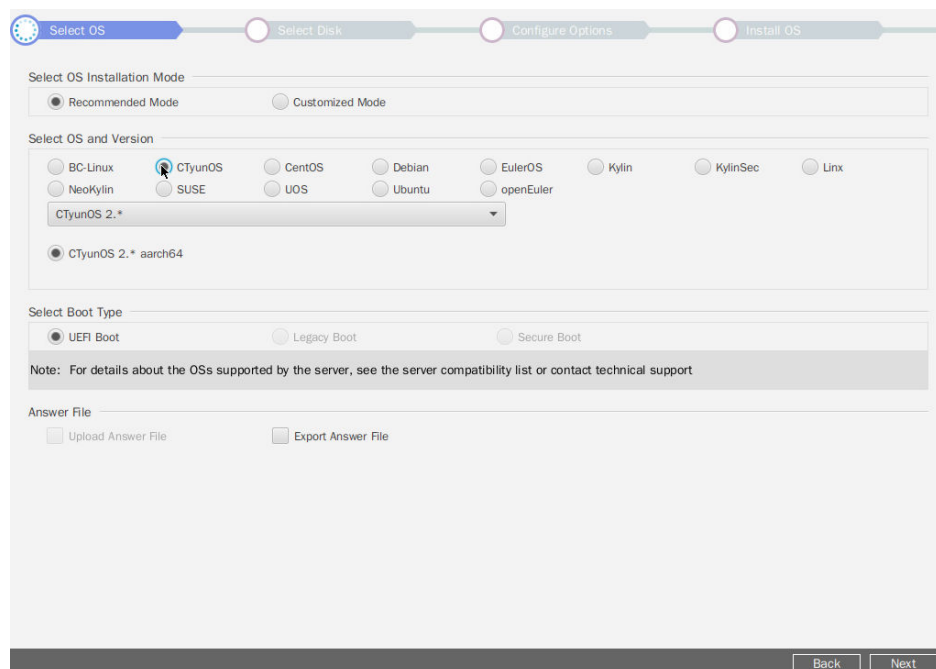 Select OS Select Disk Configure Options Install OS
Select OS Installation Mode
Recommended Mode Customized Mode
Select OS and Version
BC-Linux CTyunOS CentOS Debian EulerOS Kylin KylinSec Linx
NeoKylin SUSE UOS Ubuntu openEuler
CTyunOS 2.*
CTyunOS 2.* aarch64
Select Boot Type
UEFI Boot Legacy Boot Secure Boot
Note: For details about the OSs supported by the server, see the server compatibility list or contact technical support
Answer File
Upload Answer File Export Answer File
Back Next